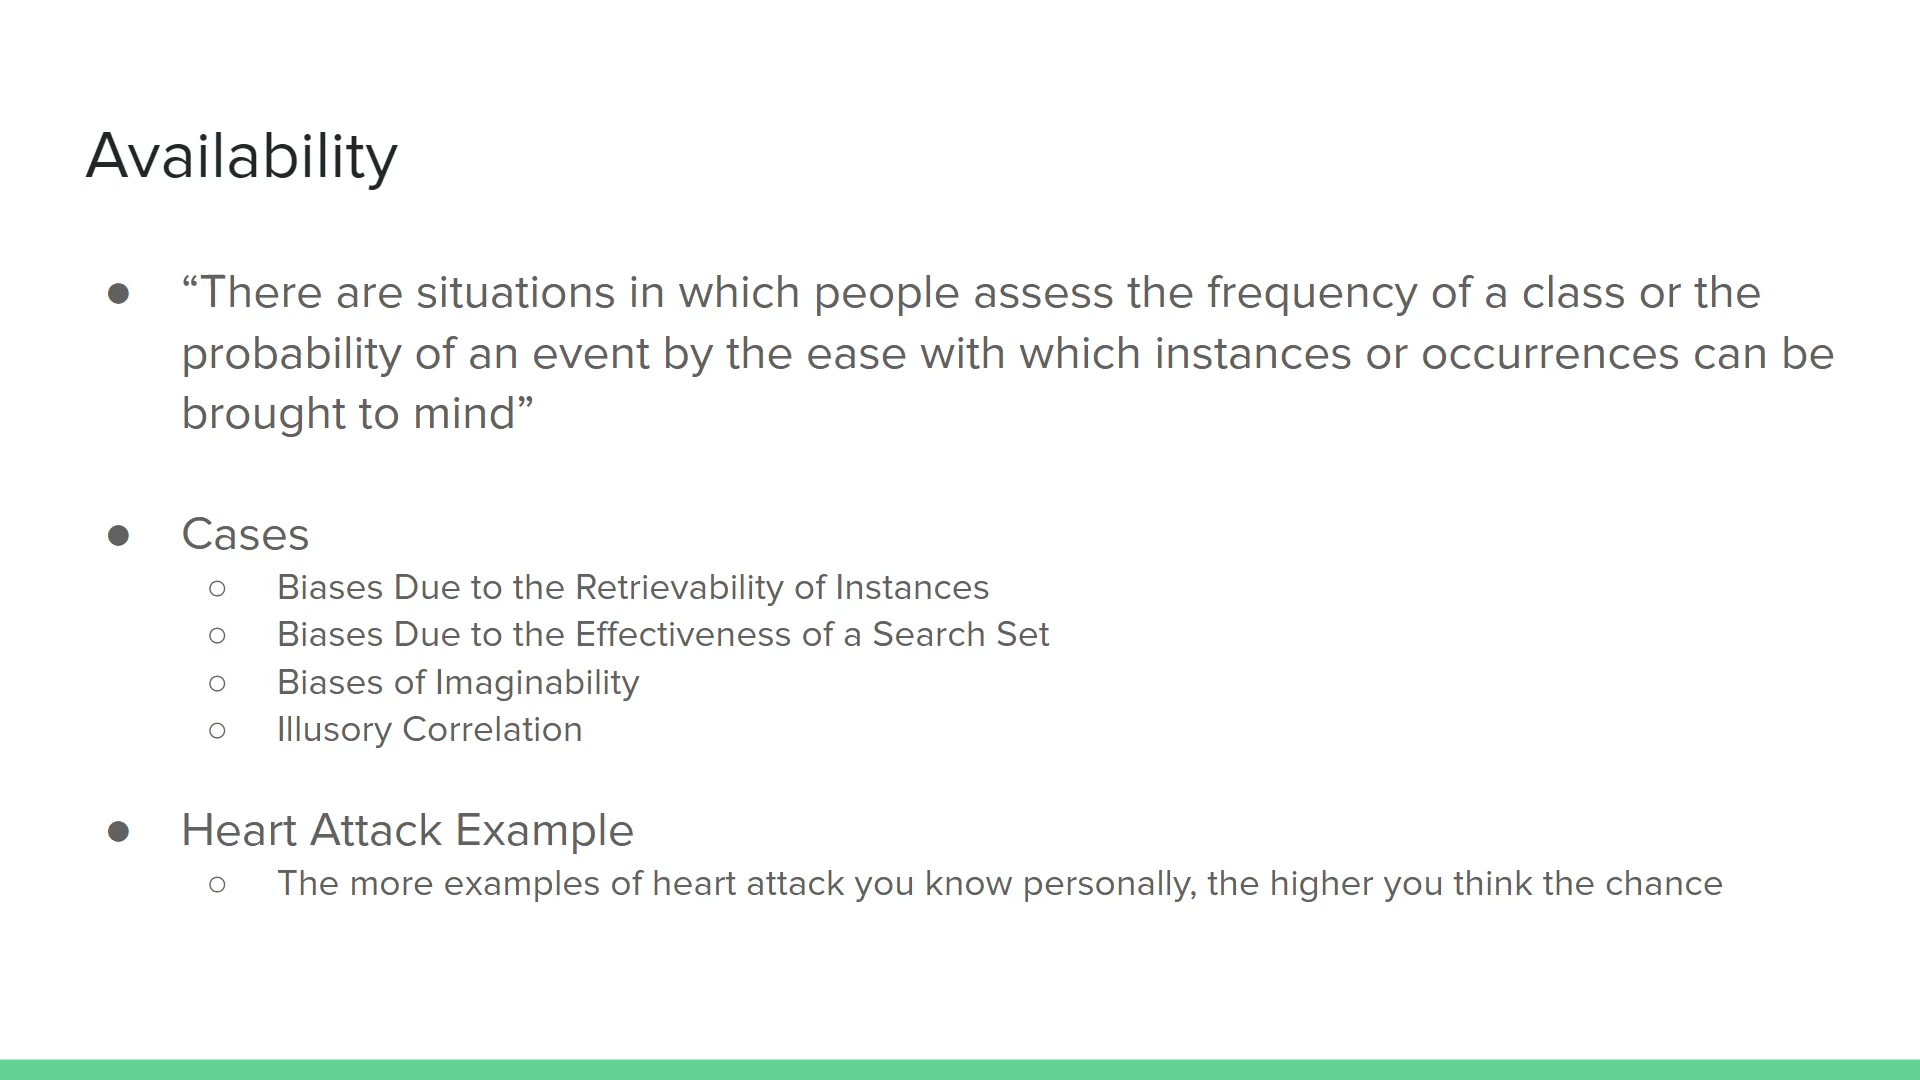 Availability
● “There are situations in which people assess the frequency of a class or the
probability of an event by the ease with which instances or occurrences can be
brought to mind”
● Cases
○ Biases Due to the Retrievability of Instances
○ Biases Due to the Effectiveness of a Search Set
○ Biases of Imaginability
○ Illusory Correlation
● Heart Attack Example
○ The more examples of heart attack you know personally, the higher you think the chance